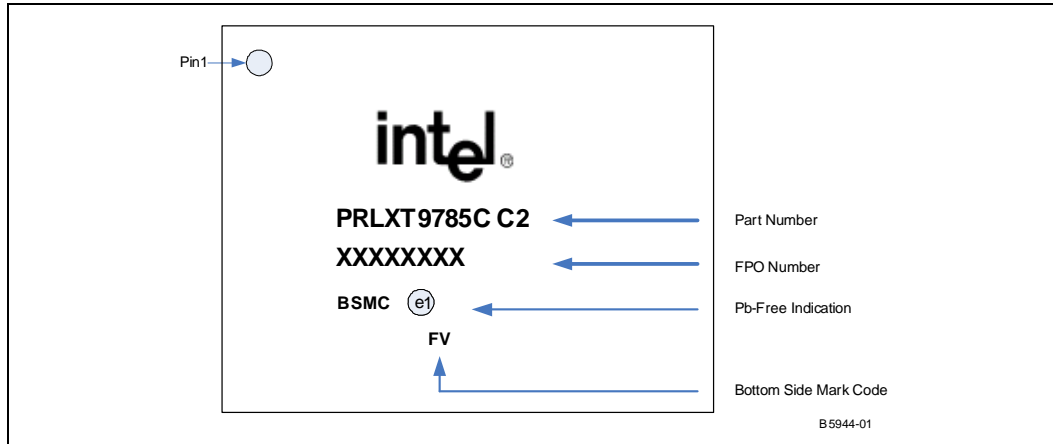 Pin1
intel®
PRLXT9785C C2
Part Number
XXXXXXXX
FPO Number
BSMC e1
Pb-Free Indication
FV
Bottom Side Mark Code
B5944-01